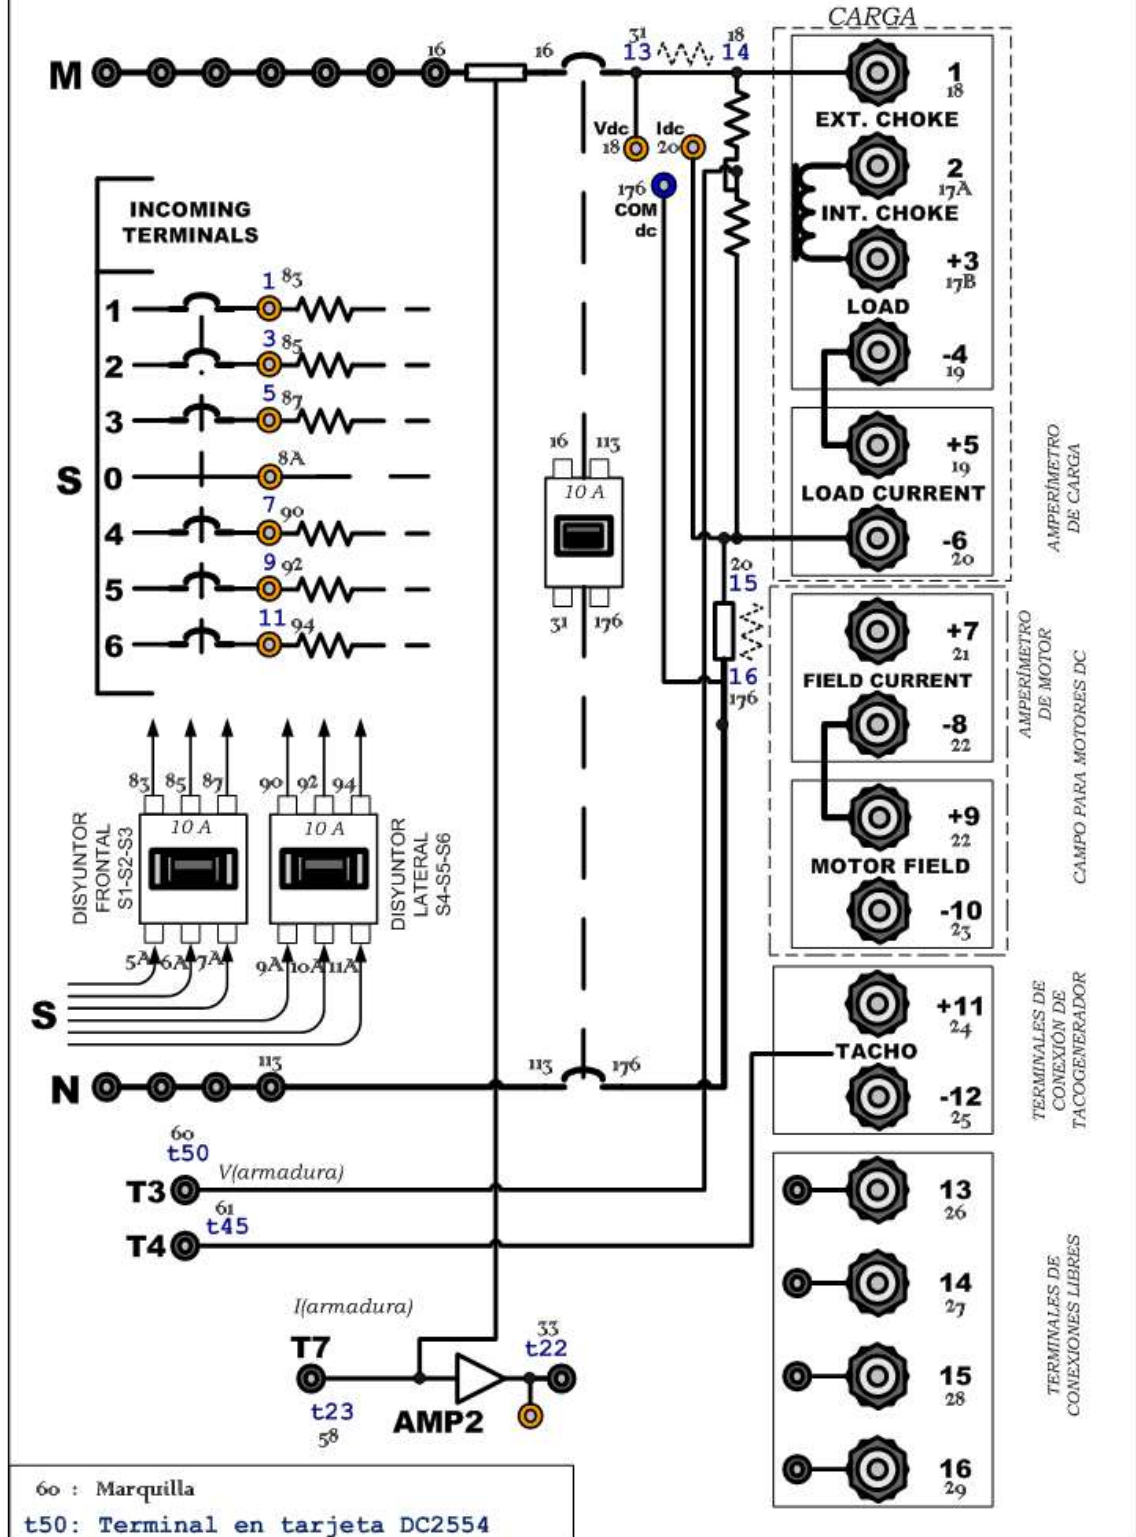 CARGA
M
16
16
31
13
18
14
1
18
EXT. CHOKE
Vdc
18
Idc
20
2
17A
176
COM
dc
INT. CHOKE
+3
17B
LOAD
-4
19
+5
19
LOAD CURRENT
-6
20
AMPERÍMETRO
DE CARGA
INCOMING
TERMINALS
S
1
1 83
2
3 85
3
5 87
0
8A
4
7 90
5
9 92
6
11 94
16
113
10 A
31
176
20
15
16
176
+7
21
FIELD CURRENT
-8
22
+9
22
MOTOR FIELD
-10
23
AMPERÍMETRO
DE MOTOR
CAMPO PARA MOTORES DC
83 85 87
90 92 94
10 A
10 A
DISYUNTOR
FRONTAL
S1-S2-S3
DISYUNTOR
LATERAL
S4-S5-S6
5A 6A 7A
9A 10A 11A
S
+11
24
TACHO
-12
25
TERMINALES DE
CONEXIÓN DE
TACOGENERADOR
N
113
113
176
60
t50
T3
V(armadura)
61
t45
T4
13
26
14
27
15
28
16
29
TERMINALES DE
CONEXIONES LIBRES
I(armadura)
T7
t23
58
AMP2
33
t22
60 : Marquilla
t50: Terminal en tarjeta DC2554